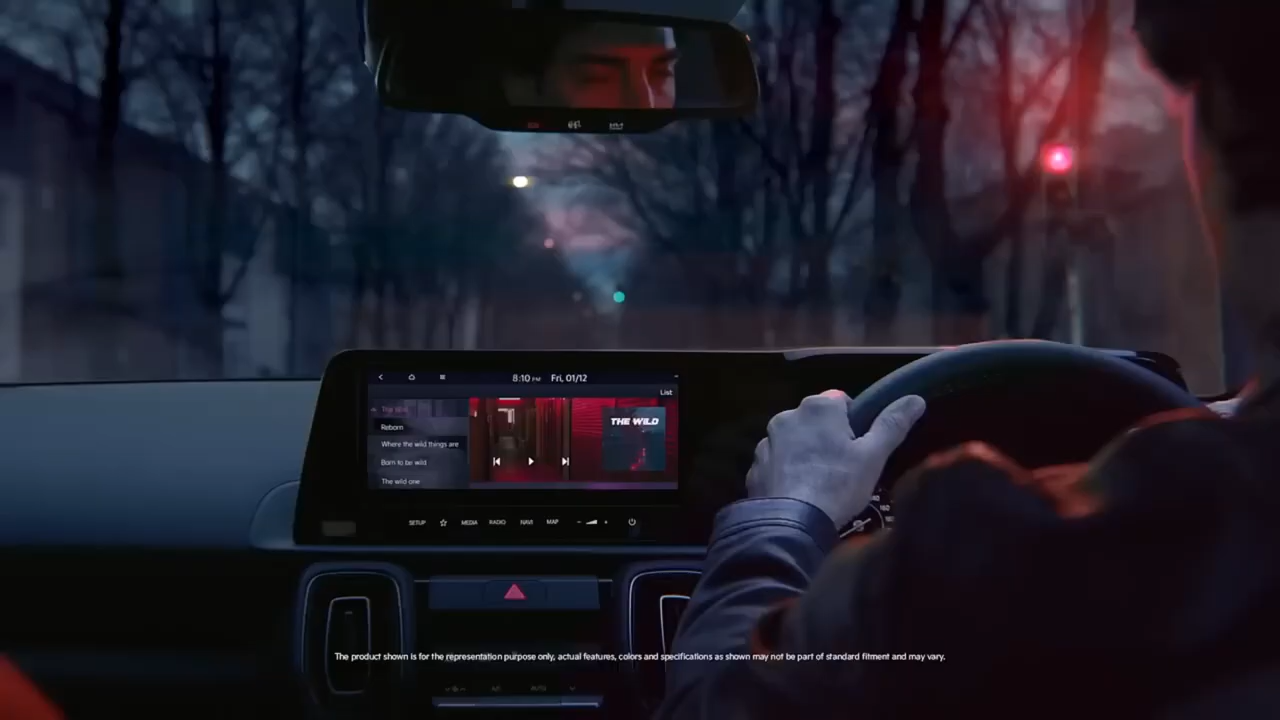 8:10 PM Fri, 01/12
List
The Wild
Reborn
Where the wild things are
Born to be wild
The wild one
THE WILD
SETUP MEDIA RADIO NAVI MAP - +
The product shown is for the representation purpose only, actual features, colors and specifications as shown may not be part of standard fitment and may vary.